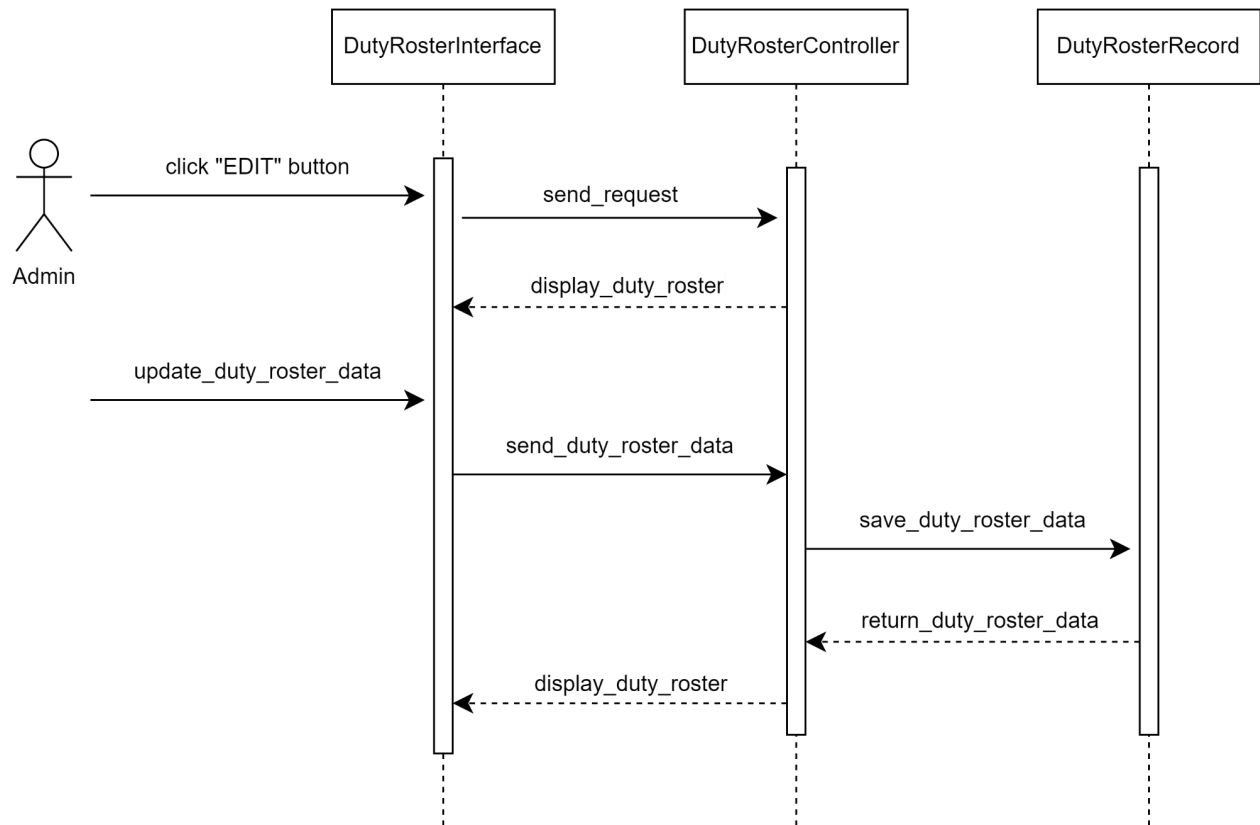 DutyRosterInterface
DutyRosterController
DutyRosterRecord
click "EDIT" button
send_request
Admin
display_duty_roster
update_duty_roster_data
send_duty_roster_data
save_duty_roster_data
return_duty_roster_data
display_duty_roster